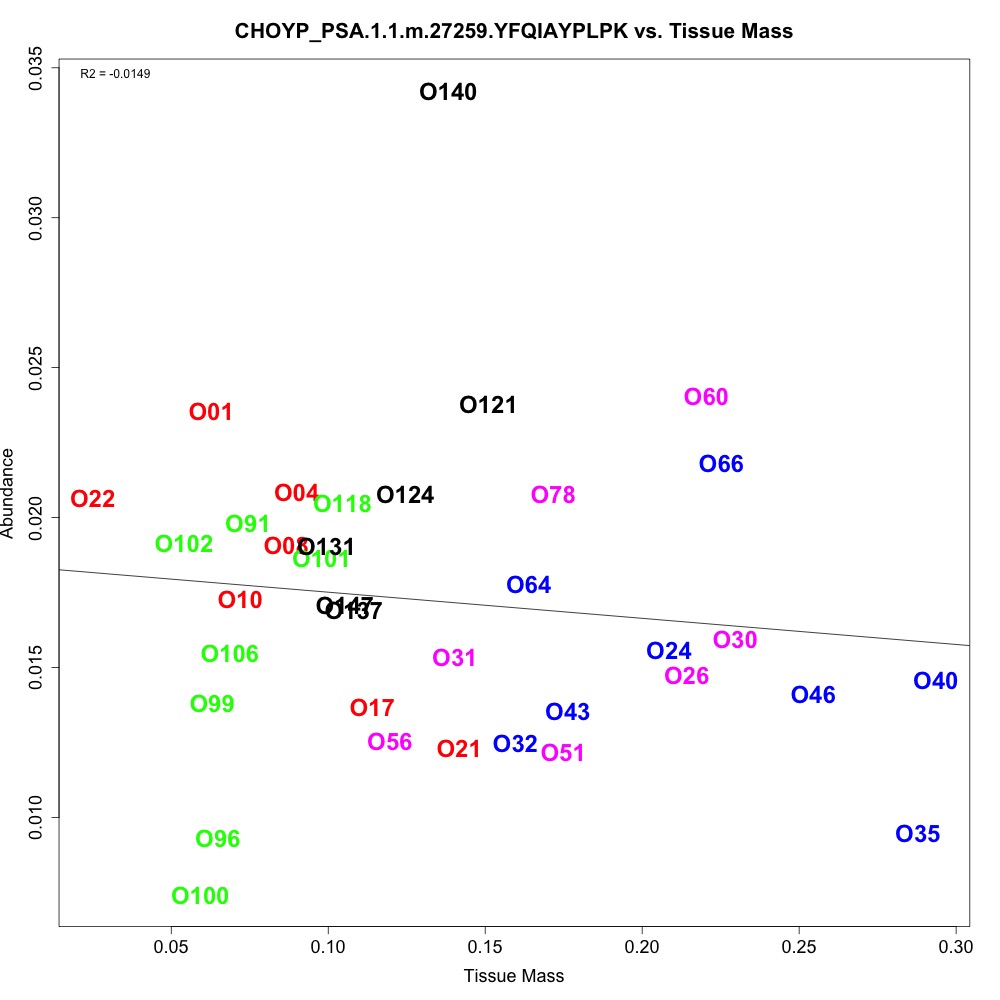 CHOYP_PSA.1.1.m.27259.YFQIAYPLPK vs. Tissue Mass
R2 = -0.0149
O140
O60
O121
O01
O66
O22
O04
O124
O78
O118
O91
O102
O08
O131
O101
O64
O10
O147
O137
O30
O24
O106
O31
O26
O40
O46
O99
O17
O43
O56
O32
O21
O51
O96
O35
O100
0.035
0.030
0.025
0.020
0.015
0.010
Abundance
0.05 0.10 0.15 0.20 0.25 0.30
Tissue Mass